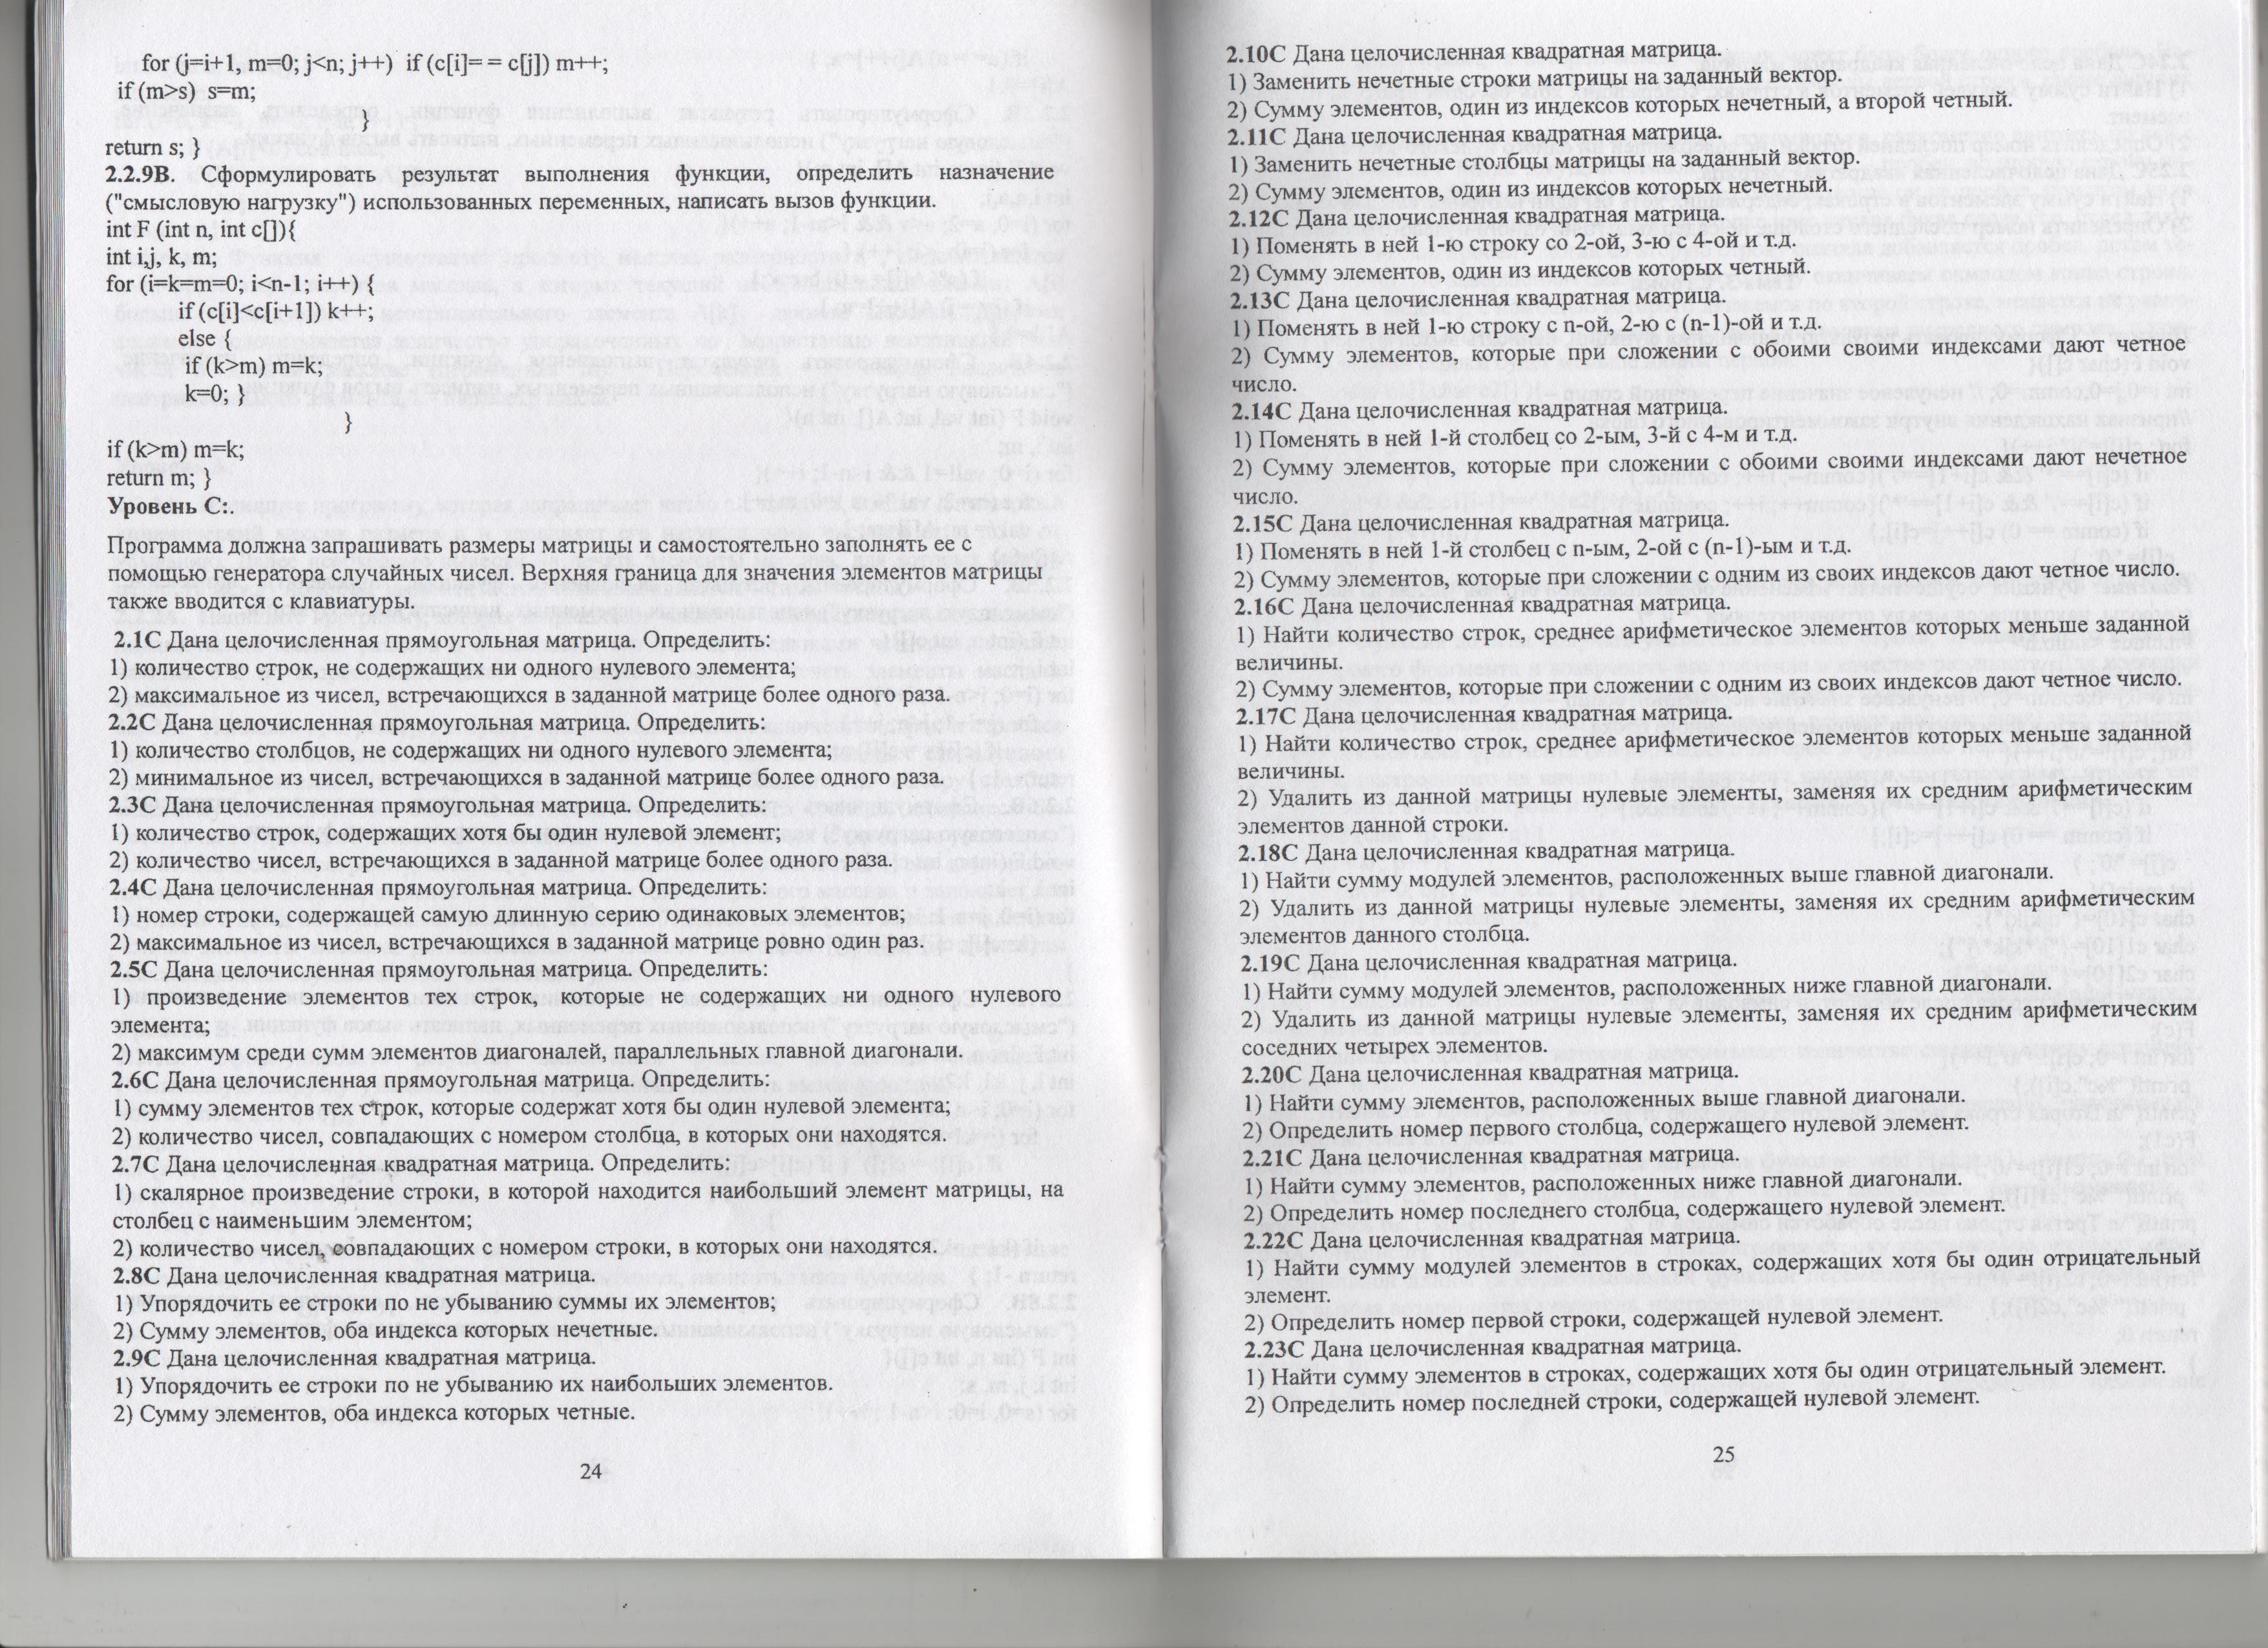 for (j=i+1, m=0; j<n; j++) if (c[i]= = c[j]) m++;
if (m>s) s=m;
}
return s; }
2.2.9В. Сформулировать результат выполнения функции, определить назначение
("смысловую нагрузку") использованных переменных, написать вызов функции.
int F (int n, int c[]){
int i,j, k, m;
for (i=k=m=0; i<n-1; i++) {
if (c[i]<c[i+1]) k++;
else {
if (k>m) m=k;
k=0; }
}
if (k>m) m=k;
return m; }
Уровень С:.
Программа должна запрашивать размеры матрицы и самостоятельно заполнять ее с
помощью генератора случайных чисел. Верхняя граница для значения элементов матрицы
также вводится с клавиатуры.
2.1С Дана целочисленная прямоугольная матрица. Определить:
1) количество строк, не содержащих ни одного нулевого элемента;
2) максимальное из чисел, встречающихся в заданной матрице более одного раза.
2.2С Дана целочисленная прямоугольная матрица. Определить:
1) количество столбцов, не содержащих ни одного нулевого элемента;
2) минимальное из чисел, встречающихся в заданной матрице более одного раза.
2.3С Дана целочисленная прямоугольная матрица. Определить:
1) количество строк, содержащих хотя бы один нулевой элемент;
2) количество чисел, встречающихся в заданной матрице более одного раза.
2.4С Дана целочисленная прямоугольная матрица. Определить:
1) номер строки, содержащей самую длинную серию одинаковых элементов;
2) максимальное из чисел, встречающихся в заданной матрице ровно один раз.
2.5С Дана целочисленная прямоугольная матрица. Определить:
1) произведение элементов тех строк, которые не содержащих ни одного нулевого
элемента;
2) максимум среди сумм элементов диагоналей, параллельных главной диагонали.
2.6С Дана целочисленная прямоугольная матрица. Определить:
1) сумму элементов тех строк, которые содержат хотя бы один нулевой элемента;
2) количество чисел, совпадающих с номером столбца, в которых они находятся.
2.7С Дана целочисленная квадратная матрица. Определить:
1) скалярное произведение строки, в которой находится наибольший элемент матрицы, на
столбец с наименьшим элементом;
2) количество чисел, совпадающих с номером строки, в которых они находятся.
2.8С Дана целочисленная квадратная матрица.
1) Упорядочить ее строки по не убыванию суммы их элементов;
2) Сумму элементов, оба индекса которых нечетные.
2.9С Дана целочисленная квадратная матрица.
1) Упорядочить ее строки по не убыванию их наибольших элементов.
2) Сумму элементов, оба индекса которых четные.
24
2.10С Дана целочисленная квадратная матрица.
1) Заменить нечетные строки матрицы на заданный вектор.
2) Сумму элементов, один из индексов которых нечетный, а второй четный.
2.11С Дана целочисленная квадратная матрица.
1) Заменить нечетные столбцы матрицы на заданный вектор.
2) Сумму элементов, один из индексов которых нечетный.
2.12С Дана целочисленная квадратная матрица.
1) Поменять в ней 1-ю строку со 2-ой, 3-ю с 4-ой и т.д.
2) Сумму элементов, один из индексов которых четный.
2.13С Дана целочисленная квадратная матрица.
1) Поменять в ней 1-ю строку с n-ой, 2-ю с (n-1)-ой и т.д.
2) Сумму элементов, которые при сложении с обоими своими индексами дают четное
число.
2.14С Дана целочисленная квадратная матрица.
1) Поменять в ней 1-й столбец со 2-ым, 3-й с 4-м и т.д.
2) Сумму элементов, которые при сложении с обоими своими индексами дают нечетное
число.
2.15С Дана целочисленная квадратная матрица.
1) Поменять в ней 1-й столбец с n-ым, 2-ой с (n-1)-ым и т.д.
2) Сумму элементов, которые при сложении с одним из своих индексов дают четное число.
2.16С Дана целочисленная квадратная матрица.
1) Найти количество строк, среднее арифметическое элементов которых меньше заданной
величины.
2) Сумму элементов, которые при сложении с одним из своих индексов дают четное число.
2.17С Дана целочисленная квадратная матрица.
1) Найти количество строк, среднее арифметическое элементов которых меньше заданной
величины.
2) Удалить из данной матрицы нулевые элементы, заменяя их средним арифметическим
элементов данной строки.
2.18С Дана целочисленная квадратная матрица.
1) Найти сумму модулей элементов, расположенных выше главной диагонали.
2) Удалить из данной матрицы нулевые элементы, заменяя их средним арифметическим
элементов данного столбца.
2.19С Дана целочисленная квадратная матрица.
1) Найти сумму модулей элементов, расположенных ниже главной диагонали.
2) Удалить из данной матрицы нулевые элементы, заменяя их средним арифметическим
соседних четырех элементов.
2.20С Дана целочисленная квадратная матрица.
1) Найти сумму элементов, расположенных выше главной диагонали.
2) Определить номер первого столбца, содержащего нулевой элемент.
2.21С Дана целочисленная квадратная матрица.
1) Найти сумму элементов, расположенных ниже главной диагонали.
2) Определить номер последнего столбца, содержащего нулевой элемент.
2.22С Дана целочисленная квадратная матрица.
1) Найти сумму модулей элементов в строках, содержащих хотя бы один отрицательный
элемент.
2) Определить номер первой строки, содержащей нулевой элемент.
2.23С Дана целочисленная квадратная матрица.
1) Найти сумму элементов в строках, содержащих хотя бы один отрицательный элемент.
2) Определить номер последней строки, содержащей нулевой элемент.
25